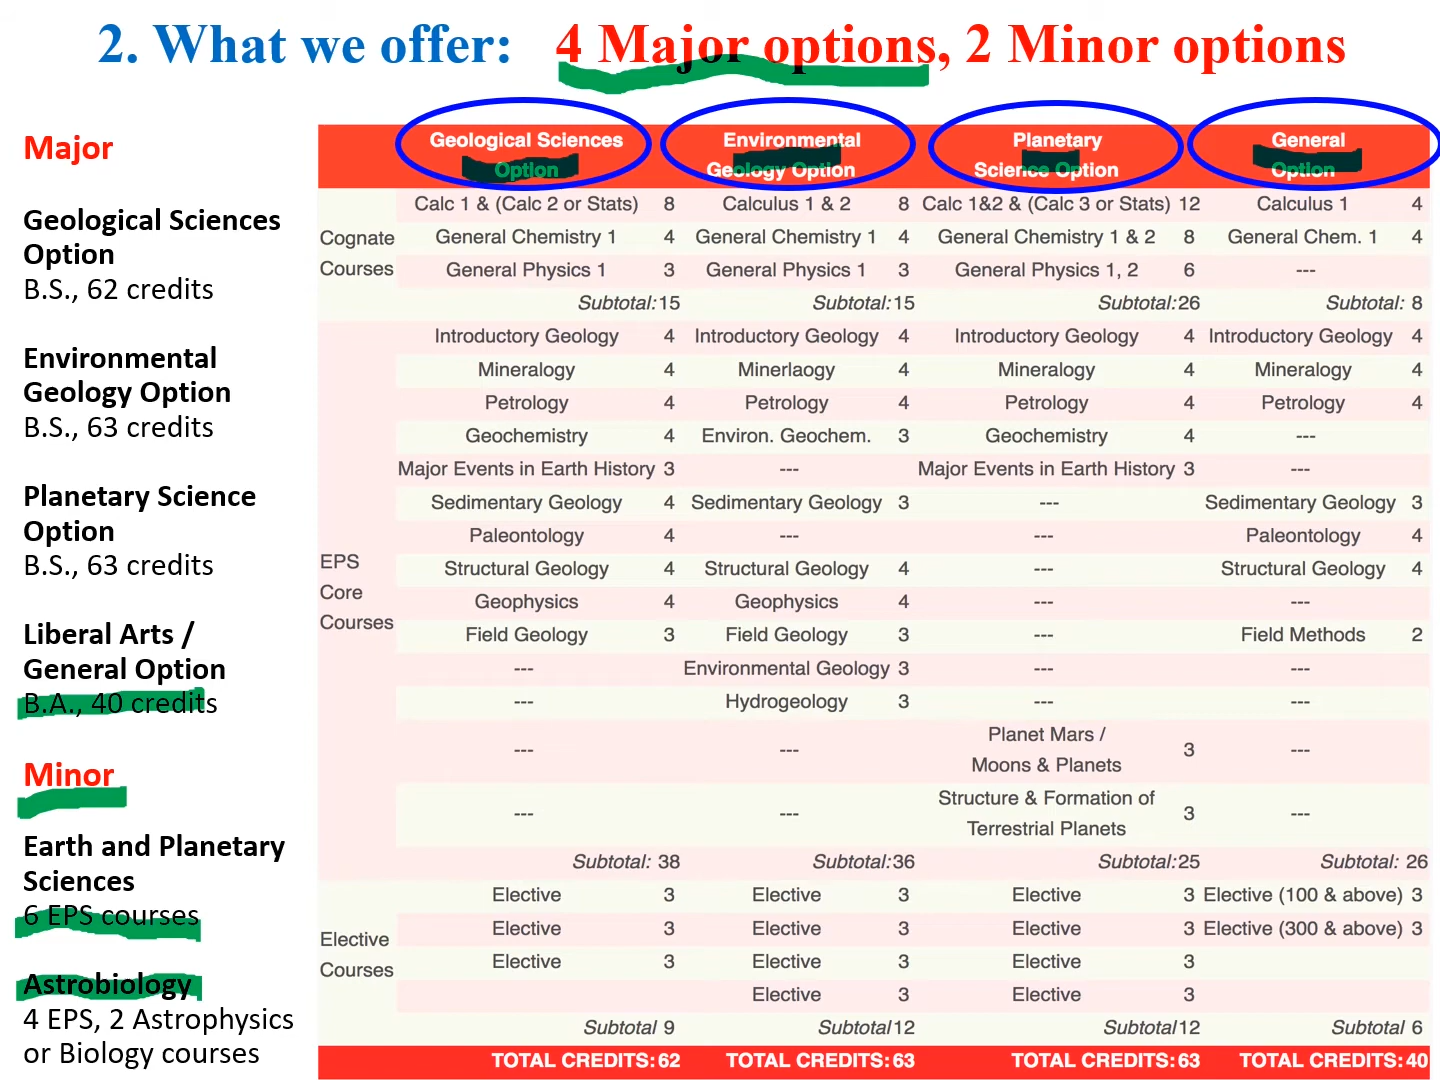 2. What we offer: 4 Major options, 2 Minor options
Major
Geological Sciences
Option
B.S., 62 credits
Environmental
Geology Option
B.S., 63 credits
Planetary Science
Option
B.S., 63 credits
Liberal Arts /
General Option
B.A., 40 credits
Minor
Earth and Planetary
Sciences
6 EPS courses
Astrobiology
4 EPS, 2 Astrophysics
or Biology courses
Geological Sciences Environmental Planetary General
Option Geology Option Science Option Option
Calc 1 & (Calc 2 or Stats) 8 Calculus 1 & 2 8 Calc 1&2 & (Calc 3 or Stats) 12 Calculus 1 4
Cognate General Chemistry 1 4 General Chemistry 1 4 General Chemistry 1 & 2 8 General Chem. 1 4
Courses General Physics 1 3 General Physics 1 3 General Physics 1, 2 6 ---
Subtotal: 15 Subtotal: 15 Subtotal: 26 Subtotal: 8
Introductory Geology 4 Introductory Geology 4 Introductory Geology 4 Introductory Geology 4
Mineralogy 4 Minerlaogy 4 Mineralogy 4 Mineralogy 4
Petrology 4 Petrology 4 Petrology 4 Petrology 4
Geochemistry 4 Environ. Geochem. 3 Geochemistry 4 ---
Major Events in Earth History 3 --- Major Events in Earth History 3 ---
Sedimentary Geology 4 Sedimentary Geology 3 --- Sedimentary Geology 3
Paleontology 4 --- --- Paleontology 4
EPS
Core
Courses
Structural Geology 4 Structural Geology 4 --- Structural Geology 4
Geophysics 4 Geophysics 4 --- ---
Field Geology 3 Field Geology 3 --- Field Methods 2
--- Environmental Geology 3 --- ---
--- Hydrogeology 3 --- ---
--- --- Planet Mars / 3 ---
Moons & Planets
--- --- Structure & Formation of 3 ---
Terrestrial Planets
Subtotal: 38 Subtotal: 36 Subtotal: 25 Subtotal: 26
Elective 3 Elective 3 Elective 3 Elective (100 & above) 3
Elective 3 Elective 3 Elective 3 Elective (300 & above) 3
Elective
Courses
Elective 3 Elective 3 Elective 3
Elective 3 Elective 3
Subtotal 9 Subtotal 12 Subtotal 12 Subtotal 6
TOTAL CREDITS: 62 TOTAL CREDITS: 63 TOTAL CREDITS: 63 TOTAL CREDITS: 40